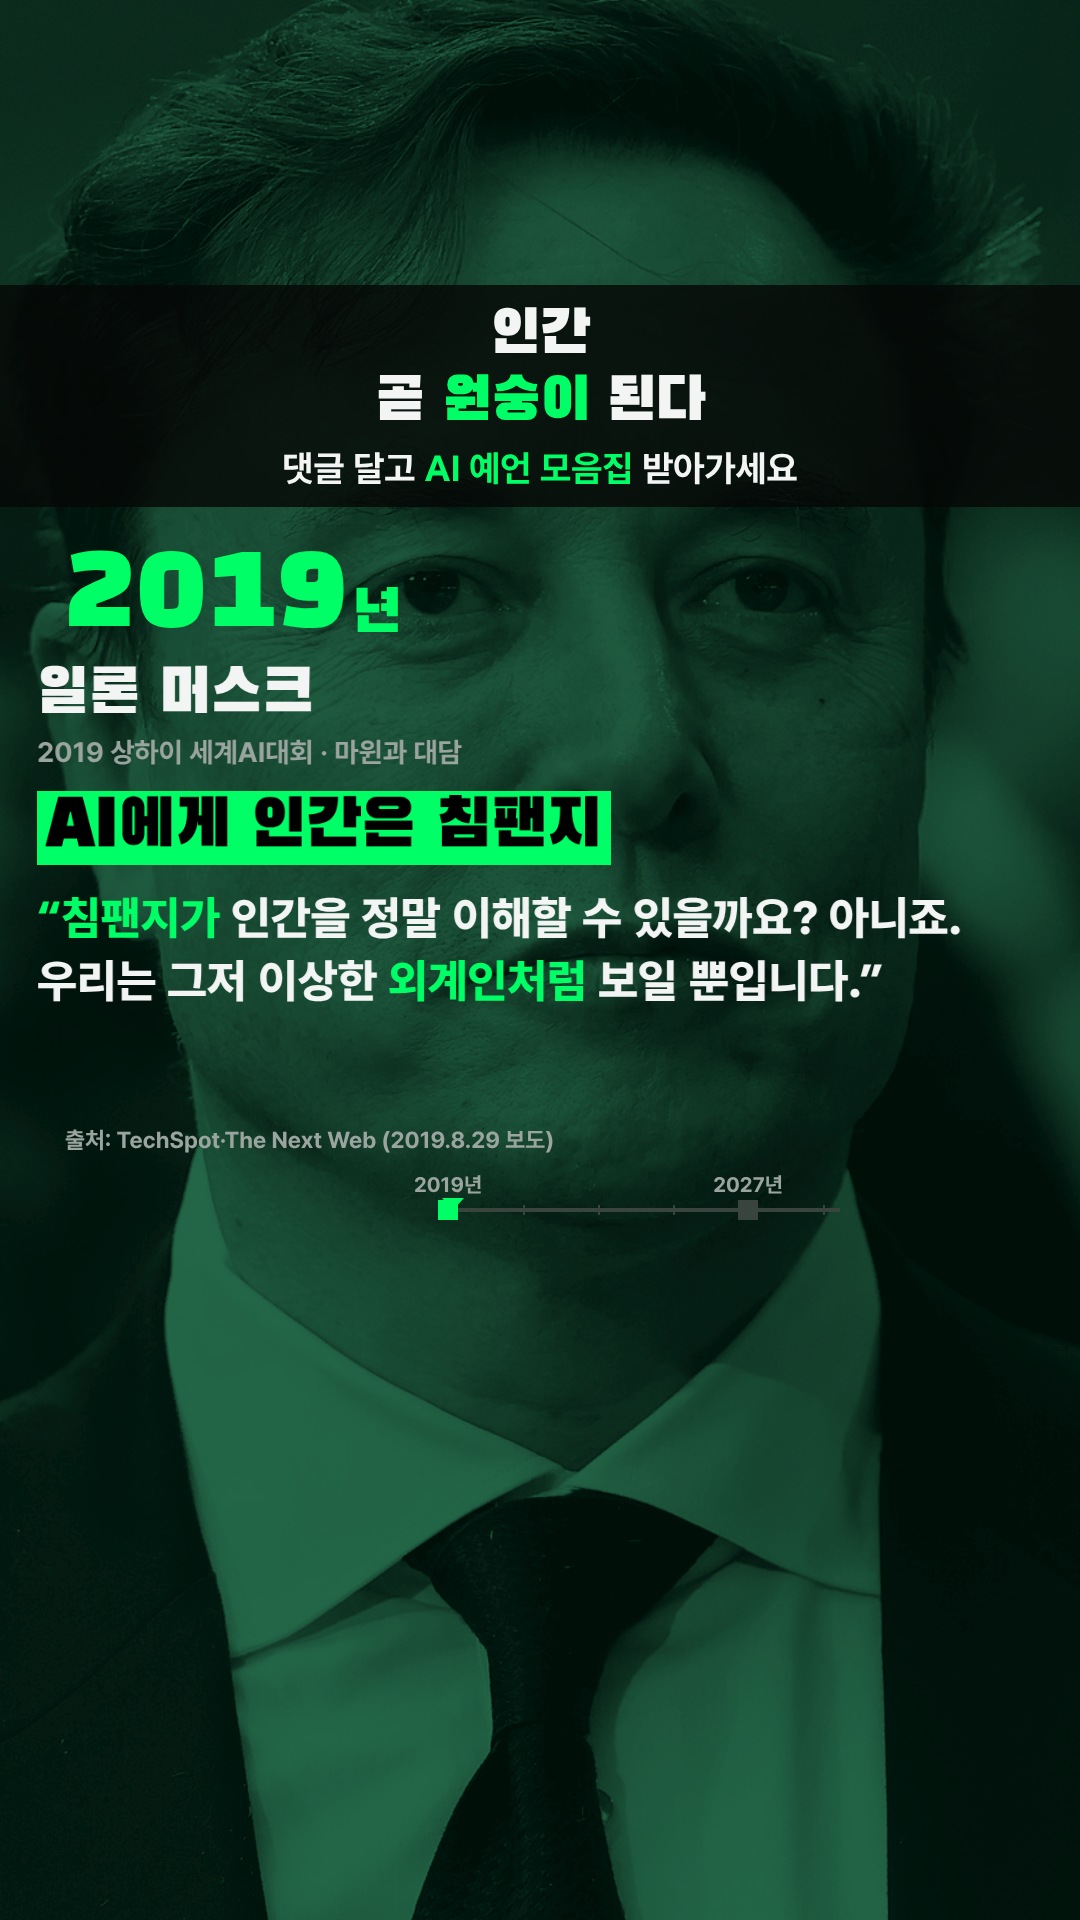 인간
곧 원숭이 된다
댓글 달고 AI 예언 모음집 받아가세요
2019년
일론 머스크
2019 상하이 세계AI대회 · 마윈과 대담
AI에게 인간은 침팬지
“침팬지가 인간을 정말 이해할 수 있을까요? 아니죠.
우리는 그저 이상한 외계인처럼 보일 뿐입니다.”
출처: TechSpot·The Next Web (2019.8.29 보도)
2019년 2027년